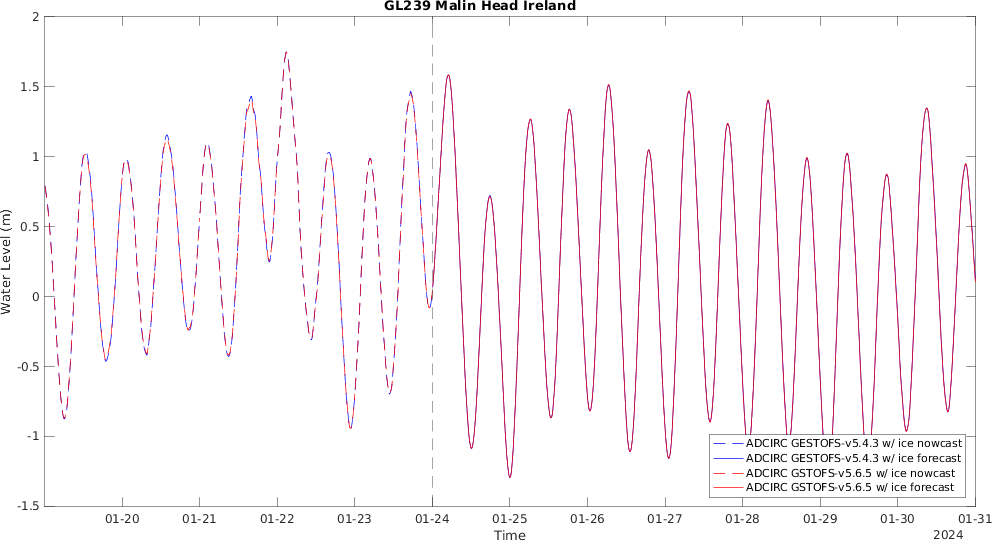 GL239 Malin Head Ireland
2
1.5
1
0.5
0
-0.5
-1
-1.5
Water Level (m)
ADCIRC GESTOFS-v5.4.3 w/ ice nowcast
ADCIRC GESTOFS-v5.4.3 w/ ice forecast
ADCIRC GSTOFS-v5.6.5 w/ ice nowcast
ADCIRC GSTOFS-v5.6.5 w/ ice forecast
01-20 01-21 01-22 01-23 01-24 01-25 01-26 01-27 01-28 01-29 01-30 01-31
Time
2024